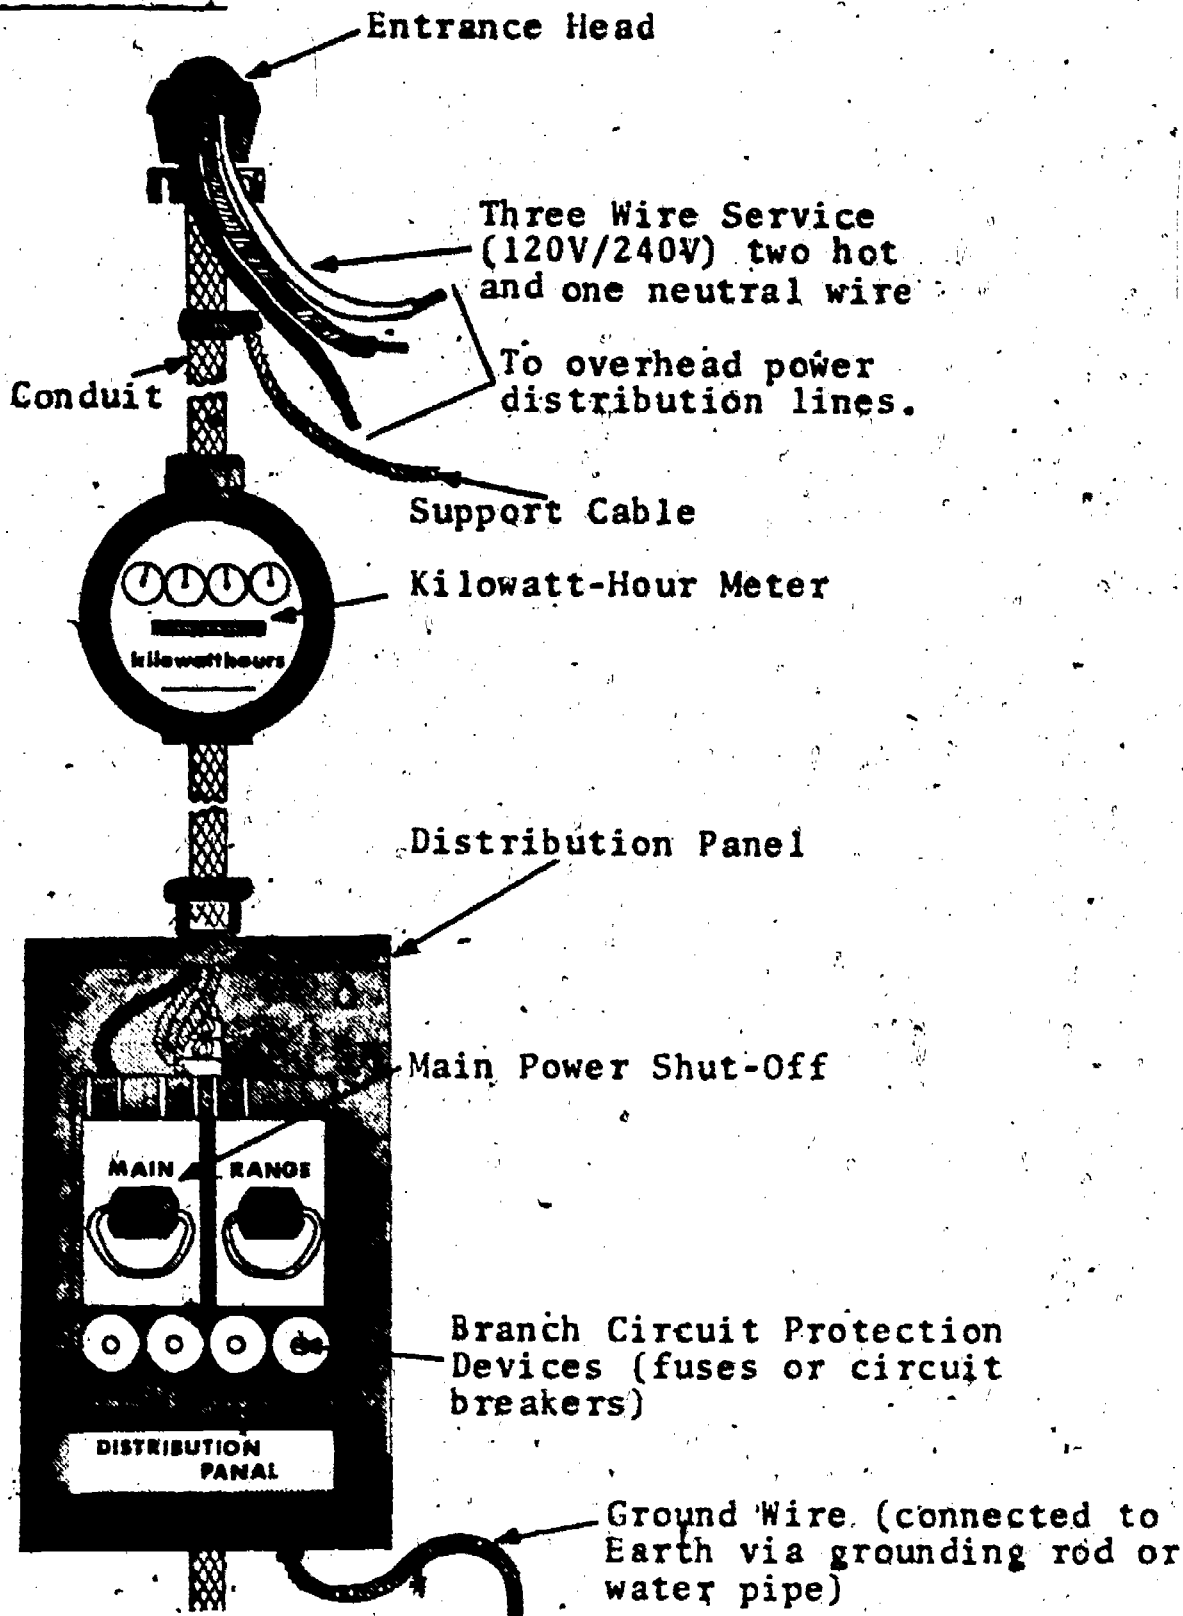 Entrance Head
Three Wire Service
(120V/240V) two hot
and one neutral wire
To overhead power
distribution lines.
Conduit
Support Cable
Kilowatt-Hour Meter
kilowatthours
Distribution Panel
Main Power Shut-Off
MAIN
RANGE
Branch Circuit Protection
Devices (fuses or circuit
breakers)
DISTRIBUTION
PANAL
Ground Wire (connected to
Earth via grounding rod or
water pipe)